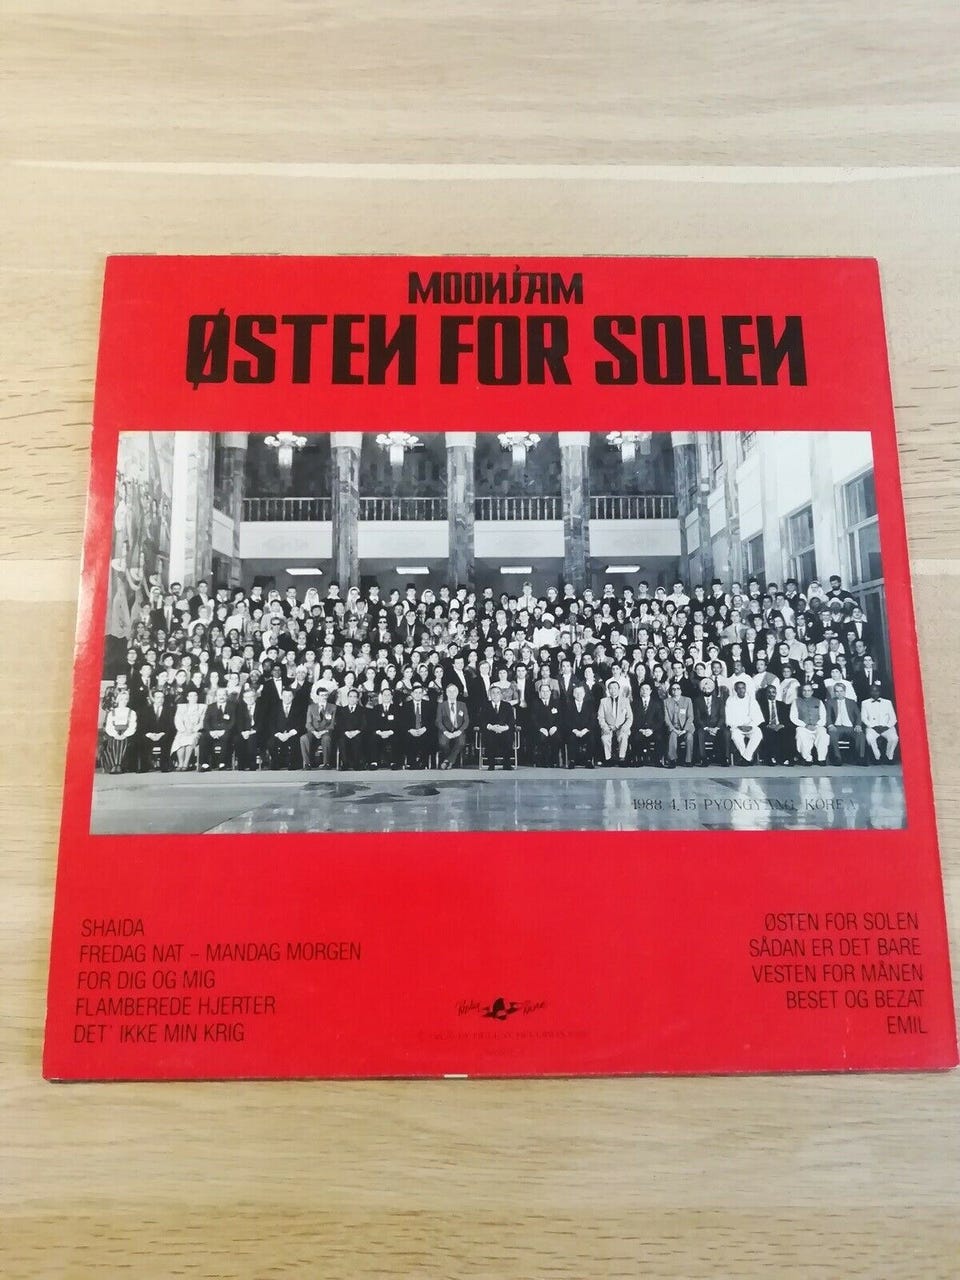 MOONJAM
ØSTEN FOR SOLEN
1988.4.15 PYONGYANG, KOREA
SHAIDA
FREDAG NAT – MANDAG MORGEN
FOR DIG OG MIG
FLAMBEREDE HJERTER
DET' IKKE MIN KRIG
ØSTEN FOR SOLEN
SÅDAN ER DET BARE
VESTEN FOR MÅNEN
BESET OG BEZAT
EMIL